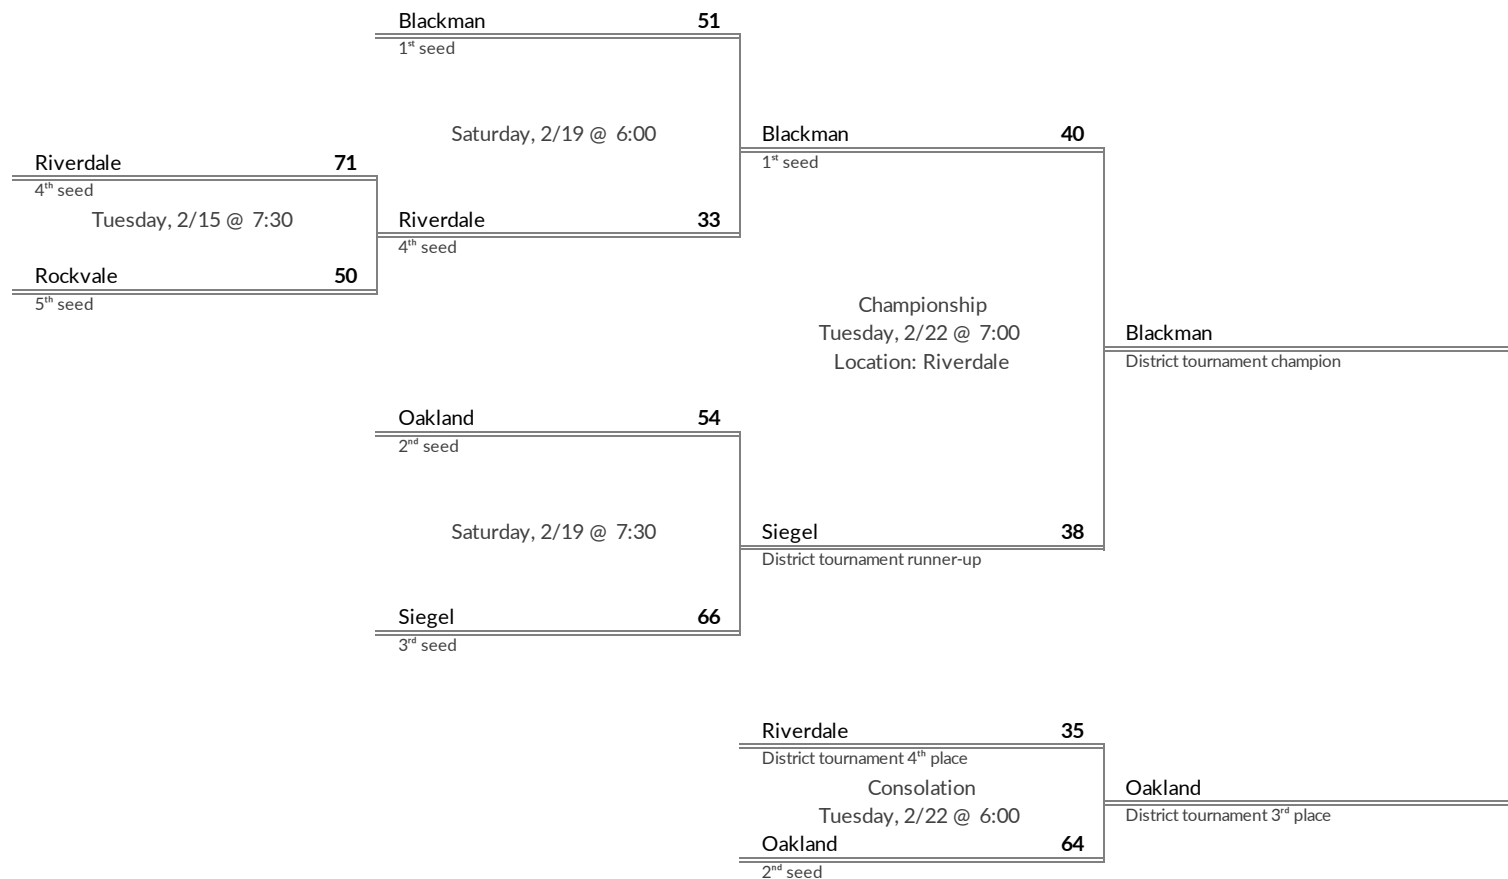 Blackman 51
1st seed
Saturday, 2/19 @ 6:00
Blackman 40
1st seed
Riverdale 71
4th seed
Tuesday, 2/15 @ 7:30
Riverdale 33
4th seed
Rockvale 50
5th seed
Championship
Tuesday, 2/22 @ 7:00
Location: Riverdale
Blackman
District tournament champion
Oakland 54
2nd seed
Saturday, 2/19 @ 7:30
Siegel 38
District tournament runner-up
Siegel 66
3rd seed
Riverdale 35
District tournament 4th place
Consolation
Tuesday, 2/22 @ 6:00
Oakland
District tournament 3rd place
Oakland 64
2nd seed